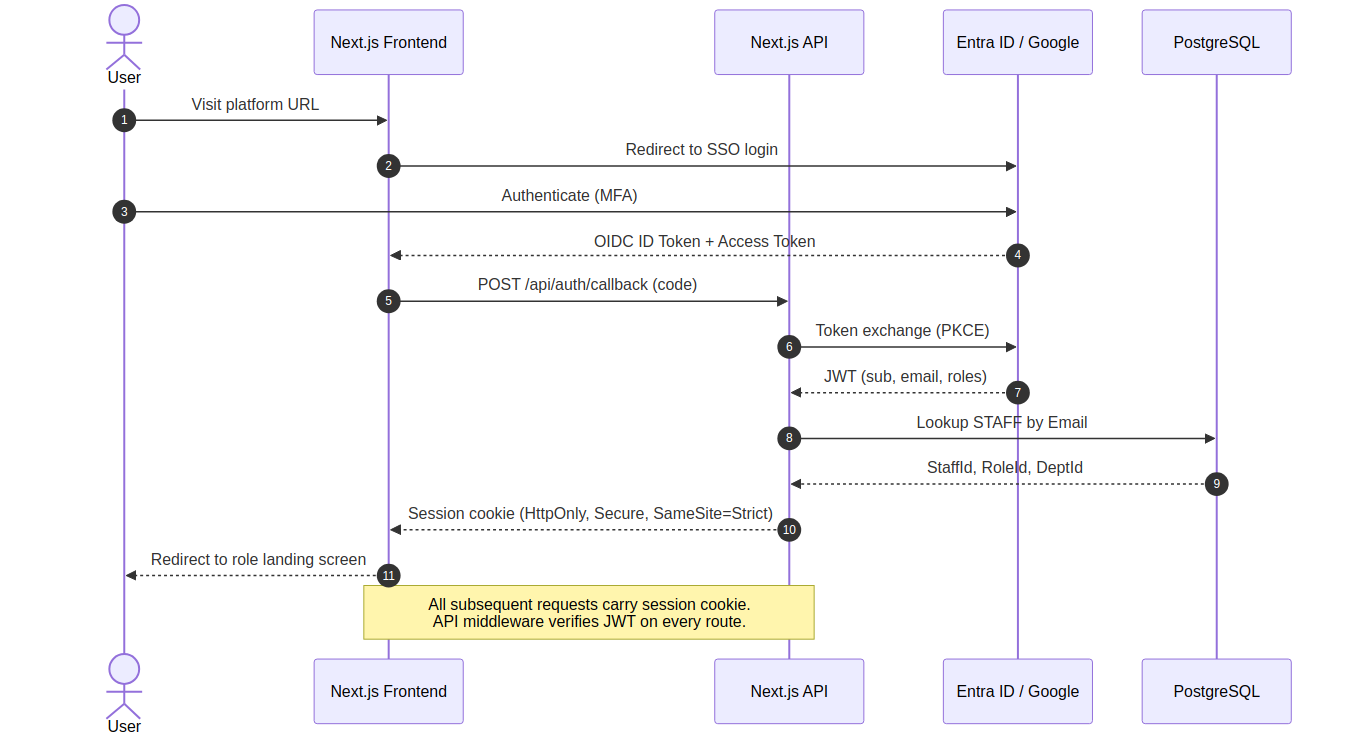 User
Next.js Frontend
Next.js API
Entra ID / Google
PostgreSQL
Visit platform URL
1
Redirect to SSO login
2
Authenticate (MFA)
3
OIDC ID Token + Access Token
4
POST /api/auth/callback (code)
5
Token exchange (PKCE)
6
JWT (sub, email, roles)
7
Lookup STAFF by Email
8
StaffId, RoleId, DeptId
9
Session cookie (HttpOnly, Secure, SameSite=Strict)
10
Redirect to role landing screen
11
All subsequent requests carry session cookie.
API middleware verifies JWT on every route.
User
Next.js Frontend
Next.js API
Entra ID / Google
PostgreSQL